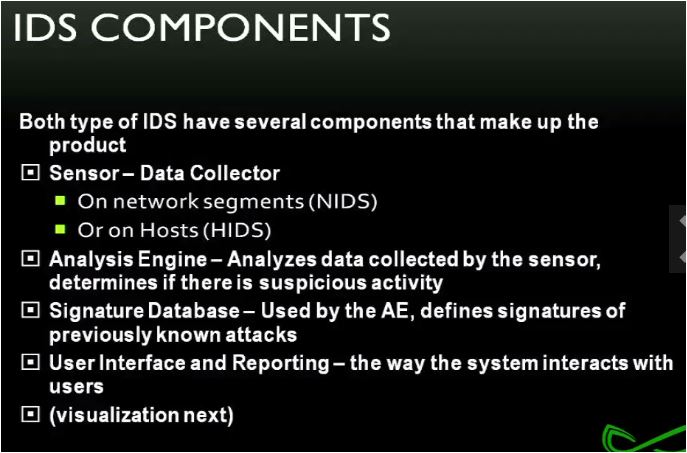 IDS COMPONENTS
Both type of IDS have several components that make up the
product
Sensor – Data Collector
On network segments (NIDS)
Or on Hosts (HIDS)
Analysis Engine – Analyzes data collected by the sensor,
determines if there is suspicious activity
Signature Database – Used by the AE, defines signatures of
previously known attacks
User Interface and Reporting – the way the system interacts with
users
(visualization next)